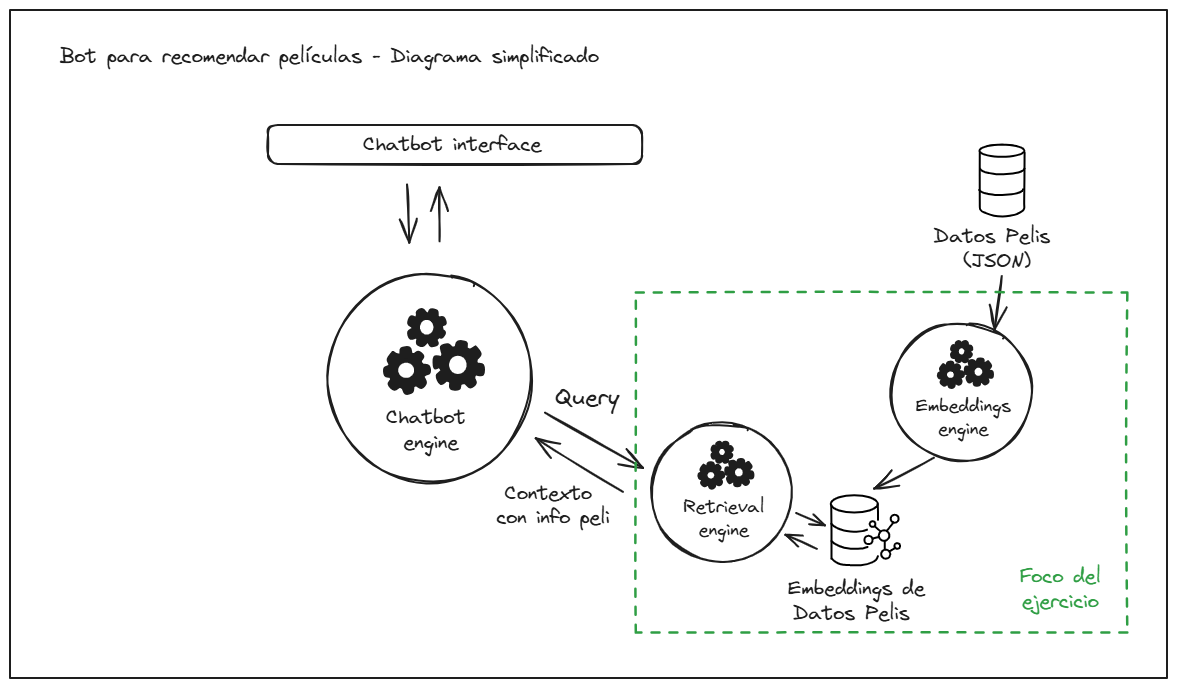 Bot para recomendar películas - Diagrama simplificado
Chatbot interface
Datos Pelis
(JSON)
Chatbot
engine
Query
Contexto
con info peli
Embeddings
engine
Retrieval
engine
Embeddings de
Datos Pelis
Foco del
ejercicio